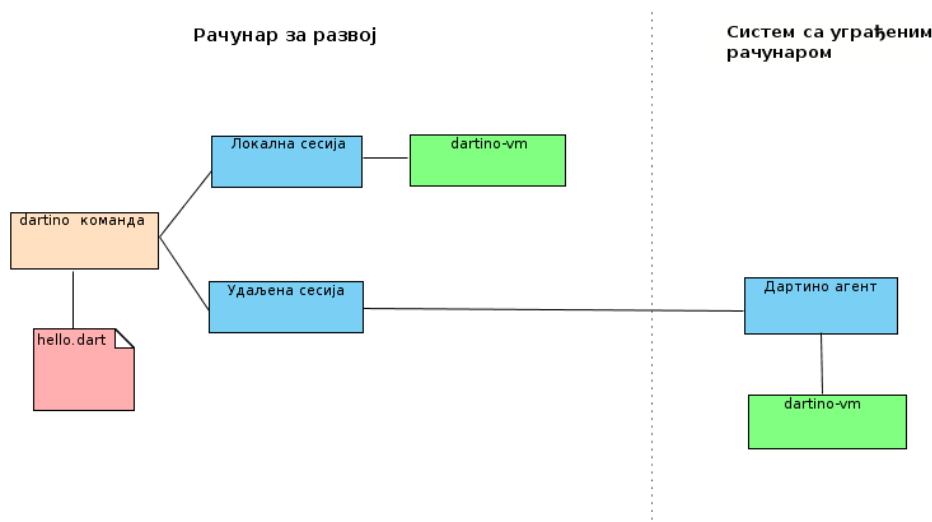 Рачунар за развој
Систем са уграђеним
рачунаром
Локална сесија
dartino-vm
dartino команда
Удаљена сесија
Дартино агент
hello.dart
dartino-vm